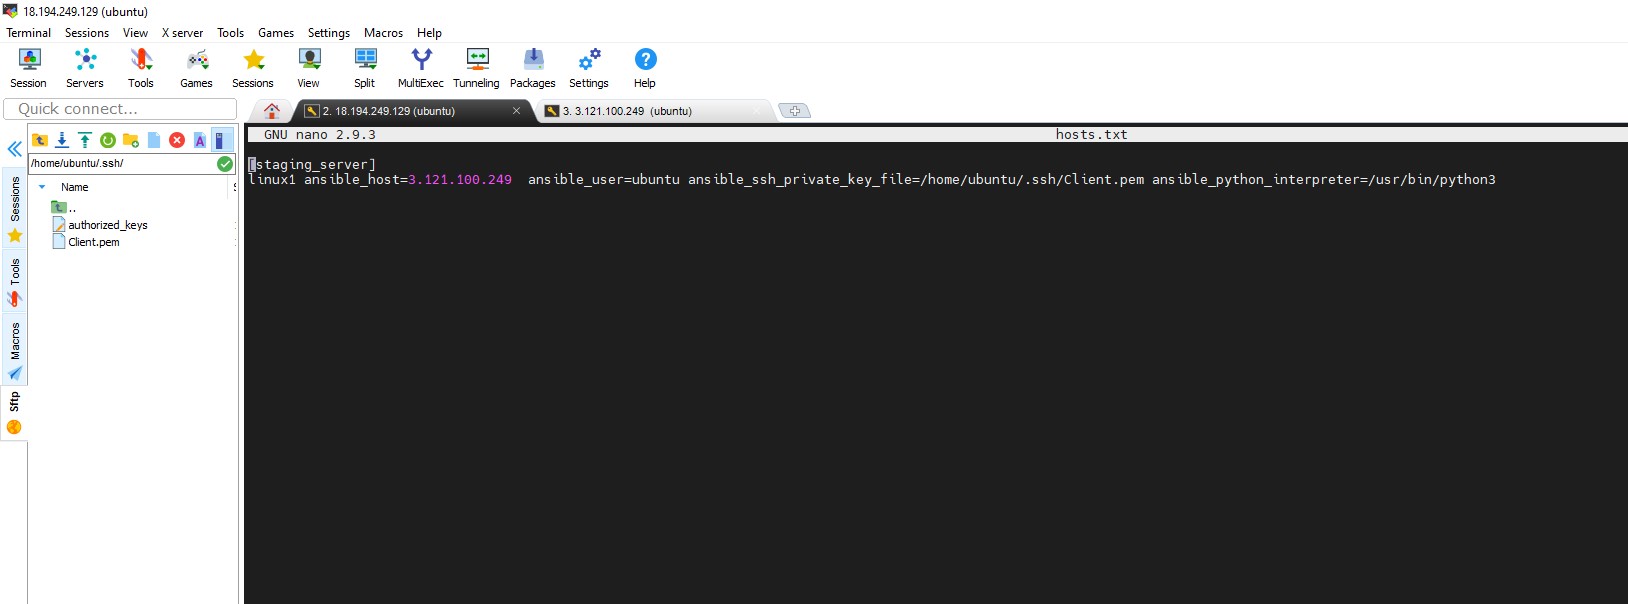 18.194.249.129 (ubuntu)
Terminal Sessions View X server Tools Games Settings Macros Help
Session Servers Tools Games Sessions View Split MultiExec Tunneling Packages Settings Help
Quick connect...
2. 18.194.249.129 (ubuntu)
3. 3.121.100.249 (ubuntu)
/home/ubuntu/.ssh/
Name
..
authorized_keys
Client.pem
Sessions
Tools
Macros
Sftp
GNU nano 2.9.3 hosts.txt
[staging_server]
linux1 ansible_host=3.121.100.249  ansible_user=ubuntu ansible_ssh_private_key_file=/home/ubuntu/.ssh/Client.pem ansible_python_interpreter=/usr/bin/python3